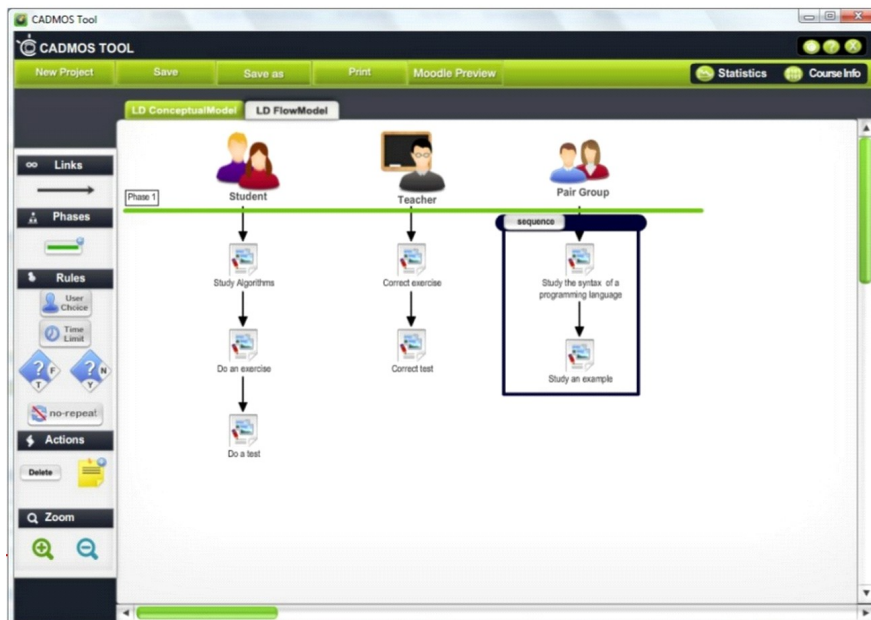 CADMOS Tool
CADMOS TOOL
New Project Save Save as Print Moodle Preview Statistics Course Info
LD ConceptualModel LD FlowModel
Links
Phases
Rules
User
Choice
Time
Limit
? F
T
? N
Y
no-repeat
Actions
Delete
Zoom
Student Teacher Pair Group
Phase 1
sequence
Study Algorithms Correct exercise Study the syntax of a
programming language
Do an exercise Correct test Study an example
Do a test